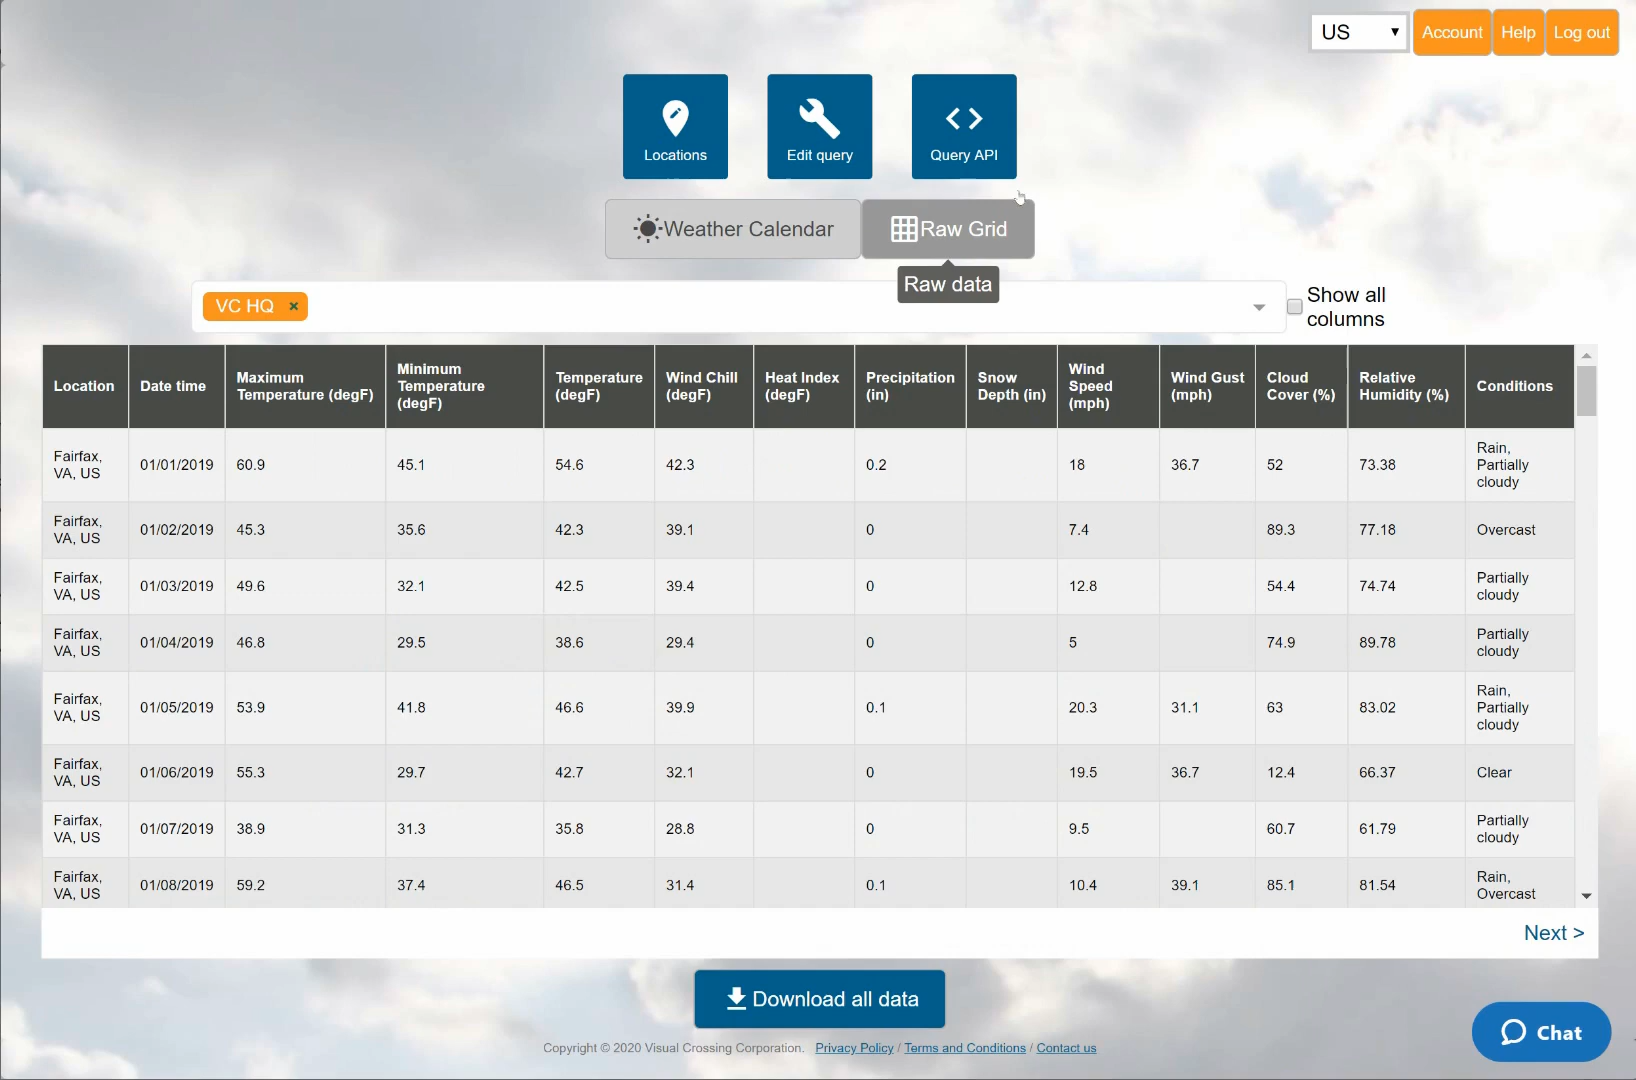 US
Account
Help
Log out
Locations
Edit query
Query API
Weather Calendar
Raw Grid
Raw data
VC HQ ×
Show all
columns
Location
Date time
Maximum
Temperature (degF)
Minimum
Temperature
(degF)
Temperature
(degF)
Wind Chill
(degF)
Heat Index
(degF)
Precipitation
(in)
Snow
Depth (in)
Wind
Speed
(mph)
Wind Gust
(mph)
Cloud
Cover (%)
Relative
Humidity (%)
Conditions
Fairfax,
VA, US
01/01/2019
60.9
45.1
54.6
42.3
0.2
18
36.7
52
73.38
Rain,
Partially
cloudy
Fairfax,
VA, US
01/02/2019
45.3
35.6
42.3
39.1
0
7.4
89.3
77.18
Overcast
Fairfax,
VA, US
01/03/2019
49.6
32.1
42.5
39.4
0
12.8
54.4
74.74
Partially
cloudy
Fairfax,
VA, US
01/04/2019
46.8
29.5
38.6
29.4
0
5
74.9
89.78
Partially
cloudy
Fairfax,
VA, US
01/05/2019
53.9
41.8
46.6
39.9
0.1
20.3
31.1
63
83.02
Rain,
Partially
cloudy
Fairfax,
VA, US
01/06/2019
55.3
29.7
42.7
32.1
0
19.5
36.7
12.4
66.37
Clear
Fairfax,
VA, US
01/07/2019
38.9
31.3
35.8
28.8
0
9.5
60.7
61.79
Partially
cloudy
Fairfax,
VA, US
01/08/2019
59.2
37.4
46.5
31.4
0.1
10.4
39.1
85.1
81.54
Rain,
Overcast
Next >
Download all data
Chat
Copyright © 2020 Visual Crossing Corporation. Privacy Policy / Terms and Conditions / Contact us